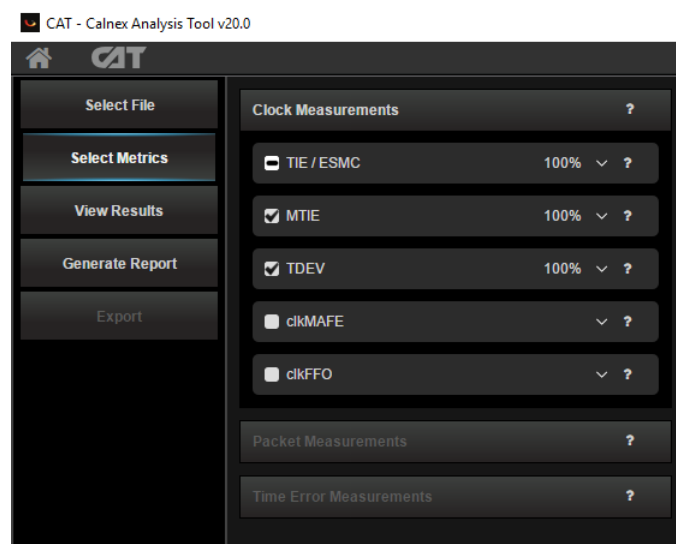 CAT - Calnex Analysis Tool v20.0
CAT
Select File
Select Metrics
View Results
Generate Report
Export
Clock Measurements ?
TIE / ESMC 100% ?
MTIE 100% ?
TDEV 100% ?
clkMAFE ?
clkFFO ?
Packet Measurements ?
Time Error Measurements ?